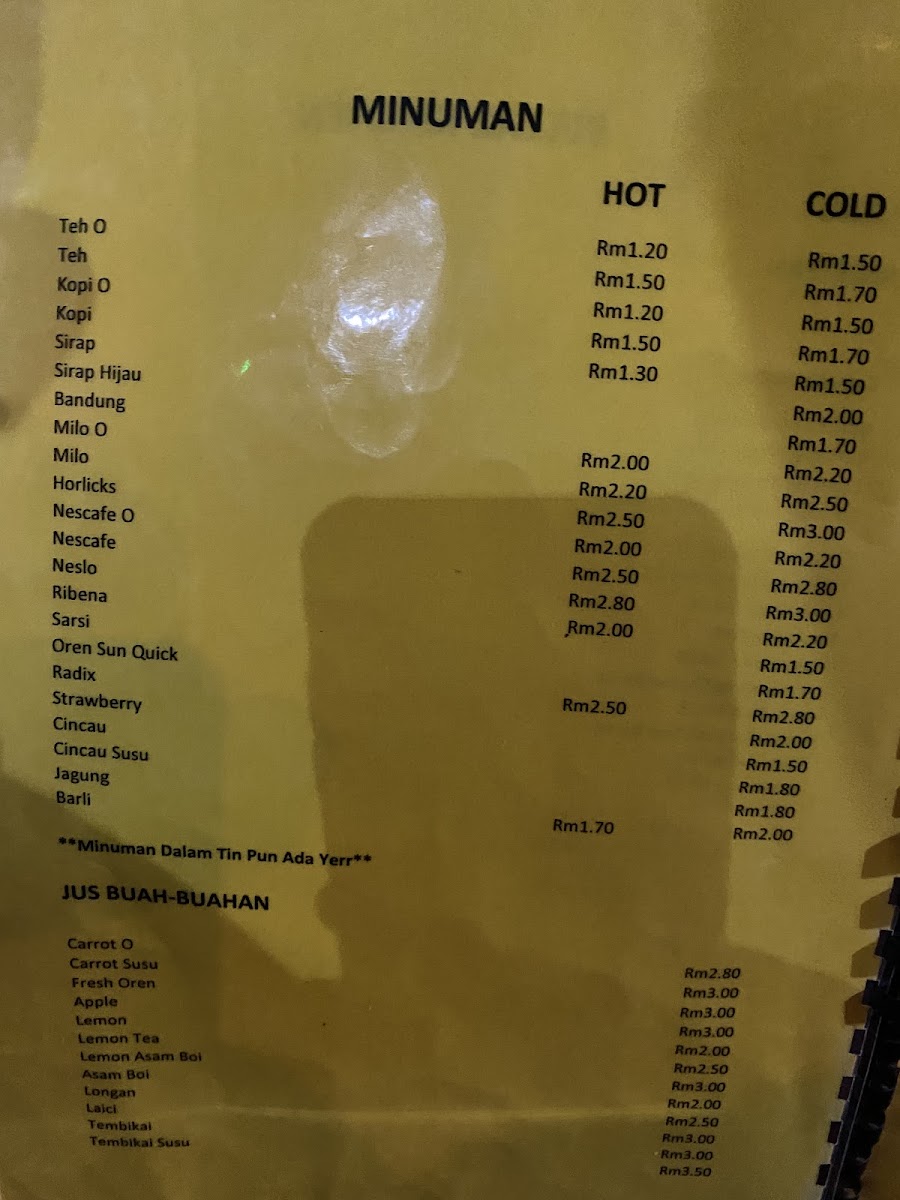 MINUMAN
HOT COLD
Teh O Rm1.20 Rm1.50
Teh Rm1.50 Rm1.70
Kopi O Rm1.20 Rm1.50
Kopi Rm1.50 Rm1.70
Sirap Rm1.30 Rm1.50
Sirap Hijau Rm2.00
Bandung Rm1.70
Milo O Rm2.00 Rm2.20
Milo Rm2.20 Rm2.50
Horlicks Rm2.50 Rm3.00
Nescafe O Rm2.00 Rm2.20
Nescafe Rm2.50 Rm2.80
Neslo Rm2.80 Rm3.00
Ribena Rm2.00 Rm2.20
Sarsi Rm1.50
Oren Sun Quick Rm1.70
Radix Rm2.50 Rm2.80
Strawberry Rm2.00
Cincau Rm1.50
Cincau Susu Rm1.80
Jagung Rm1.80
Barli Rm1.70 Rm2.00
**Minuman Dalam Tin Pun Ada Yerr**
JUS BUAH-BUAHAN
Carrot O Rm2.80
Carrot Susu Rm3.00
Fresh Oren Rm3.00
Apple Rm3.00
Lemon Rm2.00
Lemon Tea Rm2.50
Lemon Asam Boi Rm3.00
Asam Boi Rm2.00
Longan Rm2.50
Laici Rm3.00
Tembikai Rm3.00
Tembikai Susu Rm3.50